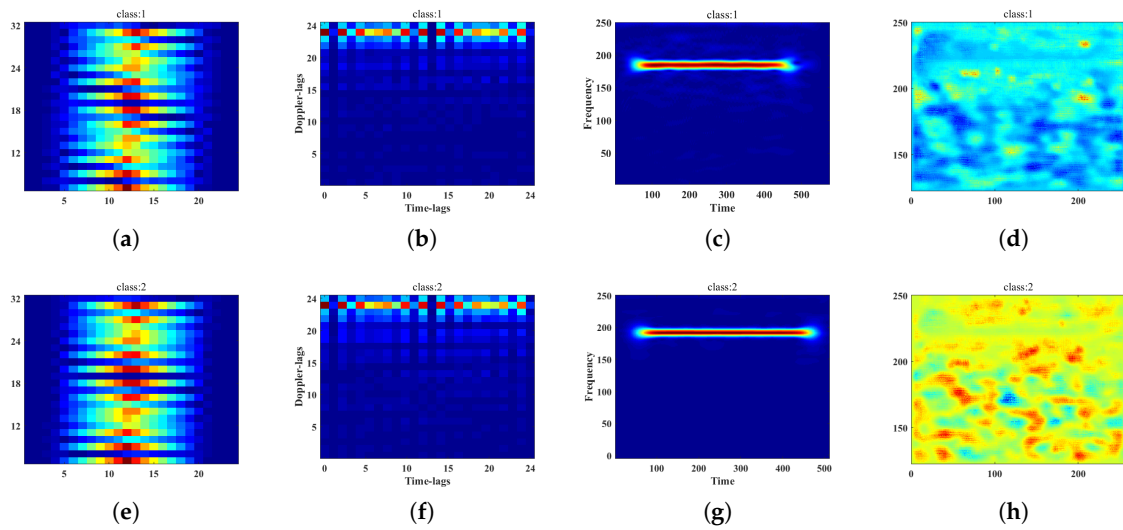 class:1
32
30
24
18
12
5 10 15 20
(a)
class:1
Doppler-lags
24
20
15
10
5
0 5 10 15 20 24
Time-lags
(b)
class:1
Frequency
250
200
150
100
50
100 200 300 400 500
Time
(c)
class:1
250
200
150
0 100 200
(d)
class:2
32
30
24
18
12
5 10 15 20
(e)
class:2
Doppler-lags
24
20
15
10
5
0
0 5 10 15 20 24
Time-lags
(f)
class:2
Frequency
250
200
150
100
50
0
100 200 300 400 500
Time
(g)
class:2
250
200
150
0 100 200
(h)